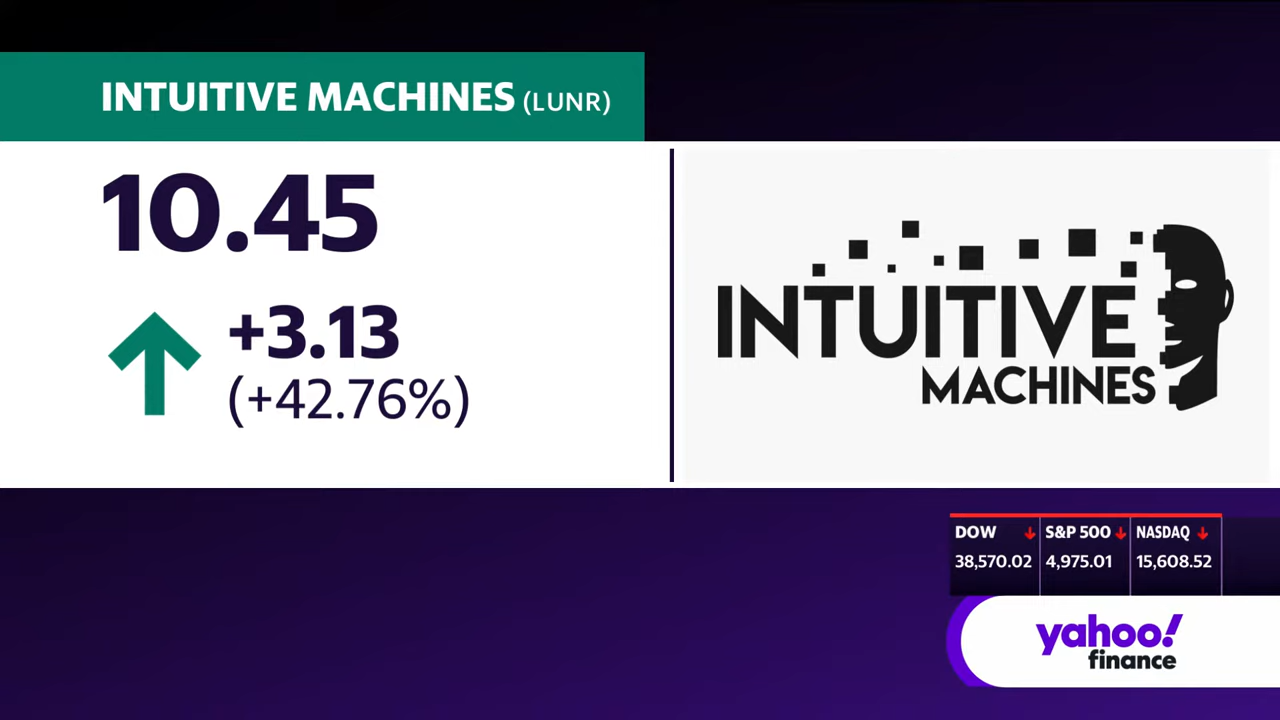 INTUITIVE MACHINES (LUNR)
10.45
+3.13
(+42.76%)
INTUITIVE
MACHINES
DOW S&P 500 NASDAQ
38,570.02 4,975.01 15,608.52
yahoo!
finance